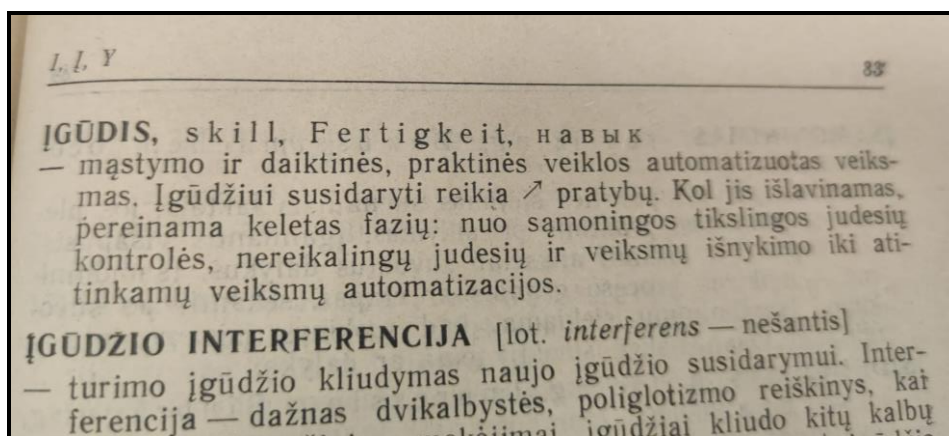 I, Į, Y 83
ĮGŪDIS, skill, Fertigkeit, навык
— mąstymo ir daiktinės, praktinės veiklos automatizuotas veiks-
mas. Įgūdžiui susidaryti reikia ↗ pratybų. Kol jis išlavinamas,
pereinama keletas fazių: nuo sąmoningos tikslingos judesių
kontrolės, nereikalingų judesių ir veiksmų išnykimo iki ati-
tinkamų veiksmų automatizacijos.
ĮGŪDŽIO INTERFERENCIJA [lot. interferens — nešantis]
— turimo įgūdžio kliudymas naujo įgūdžio susidarymui. Inter-
ferencija — dažnas dvikalbystės, poliglotizmo reiškinys, kai
įgūdžiai kliudo kitų kalbų